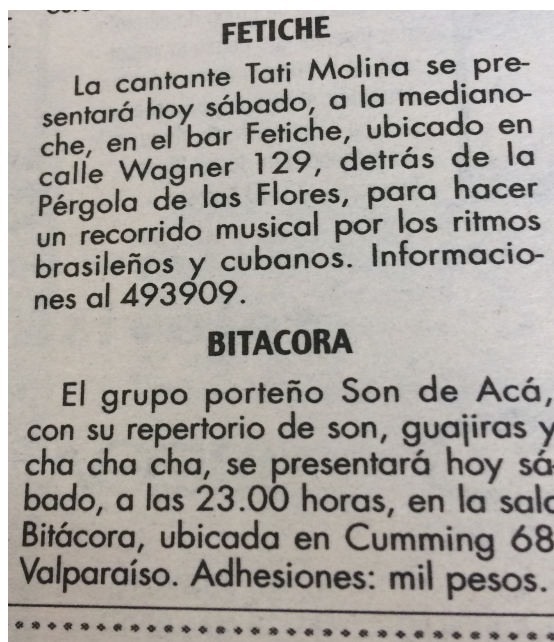 FETICHE
La cantante Tati Molina se pre-
sentará hoy sábado, a la mediano-
che, en el bar Fetiche, ubicado en
calle Wagner 129, detrás de la
Pérgola de las Flores, para hacer
un recorrido musical por los ritmos
brasileños y cubanos. Informacio-
nes al 493909.
BITACORA
El grupo porteño Son de Acá,
con su repertorio de son, guajiras y
cha cha cha, se presentará hoy sá-
bado, a las 23.00 horas, en la sala
Bitácora, ubicada en Cumming 68
Valparaíso. Adhesiones: mil pesos.